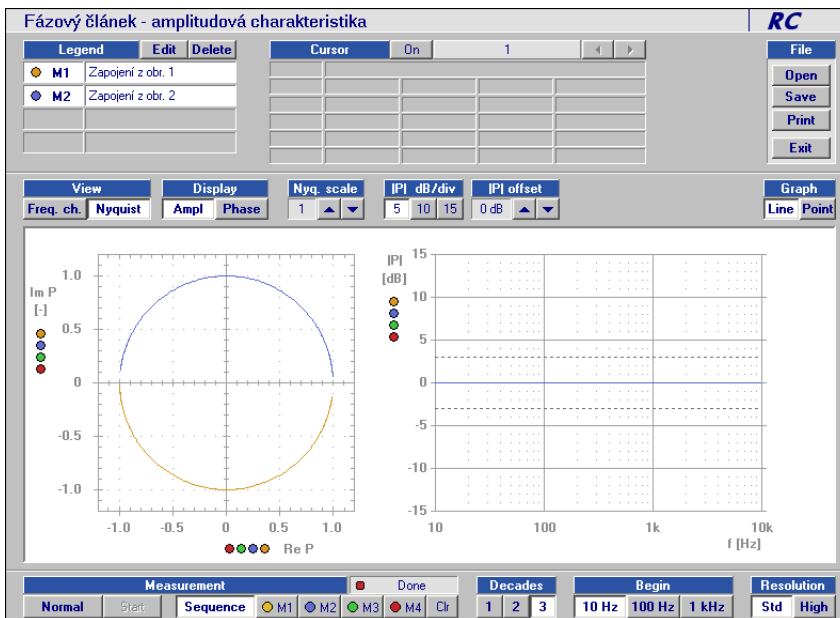 Fázový článek - amplitudová charakteristika
RC
Legend Edit Delete
Cursor On 1
File
M1 Zapojení z obr. 1
M2 Zapojení z obr. 2
Open
Save
Print
Exit
View
Freq. ch. Nyquist
Display
Ampl Phase
Nyq. scale
1
|P| dB/div
5 10 15
|P| offset
0 dB
Graph
Line Point
Im P
[-]
1.0
0.5
0
-0.5
-1.0
-1.0 -0.5 0 0.5 1.0
Re P
|P|
[dB]
15
10
5
0
-5
-10
-15
10 100 1k 10k
f [Hz]
Measurement Done
Normal Start Sequence M1 M2 M3 M4 Clr
Decades
1 2 3
Begin
10 Hz 100 Hz 1 kHz
Resolution
Std High